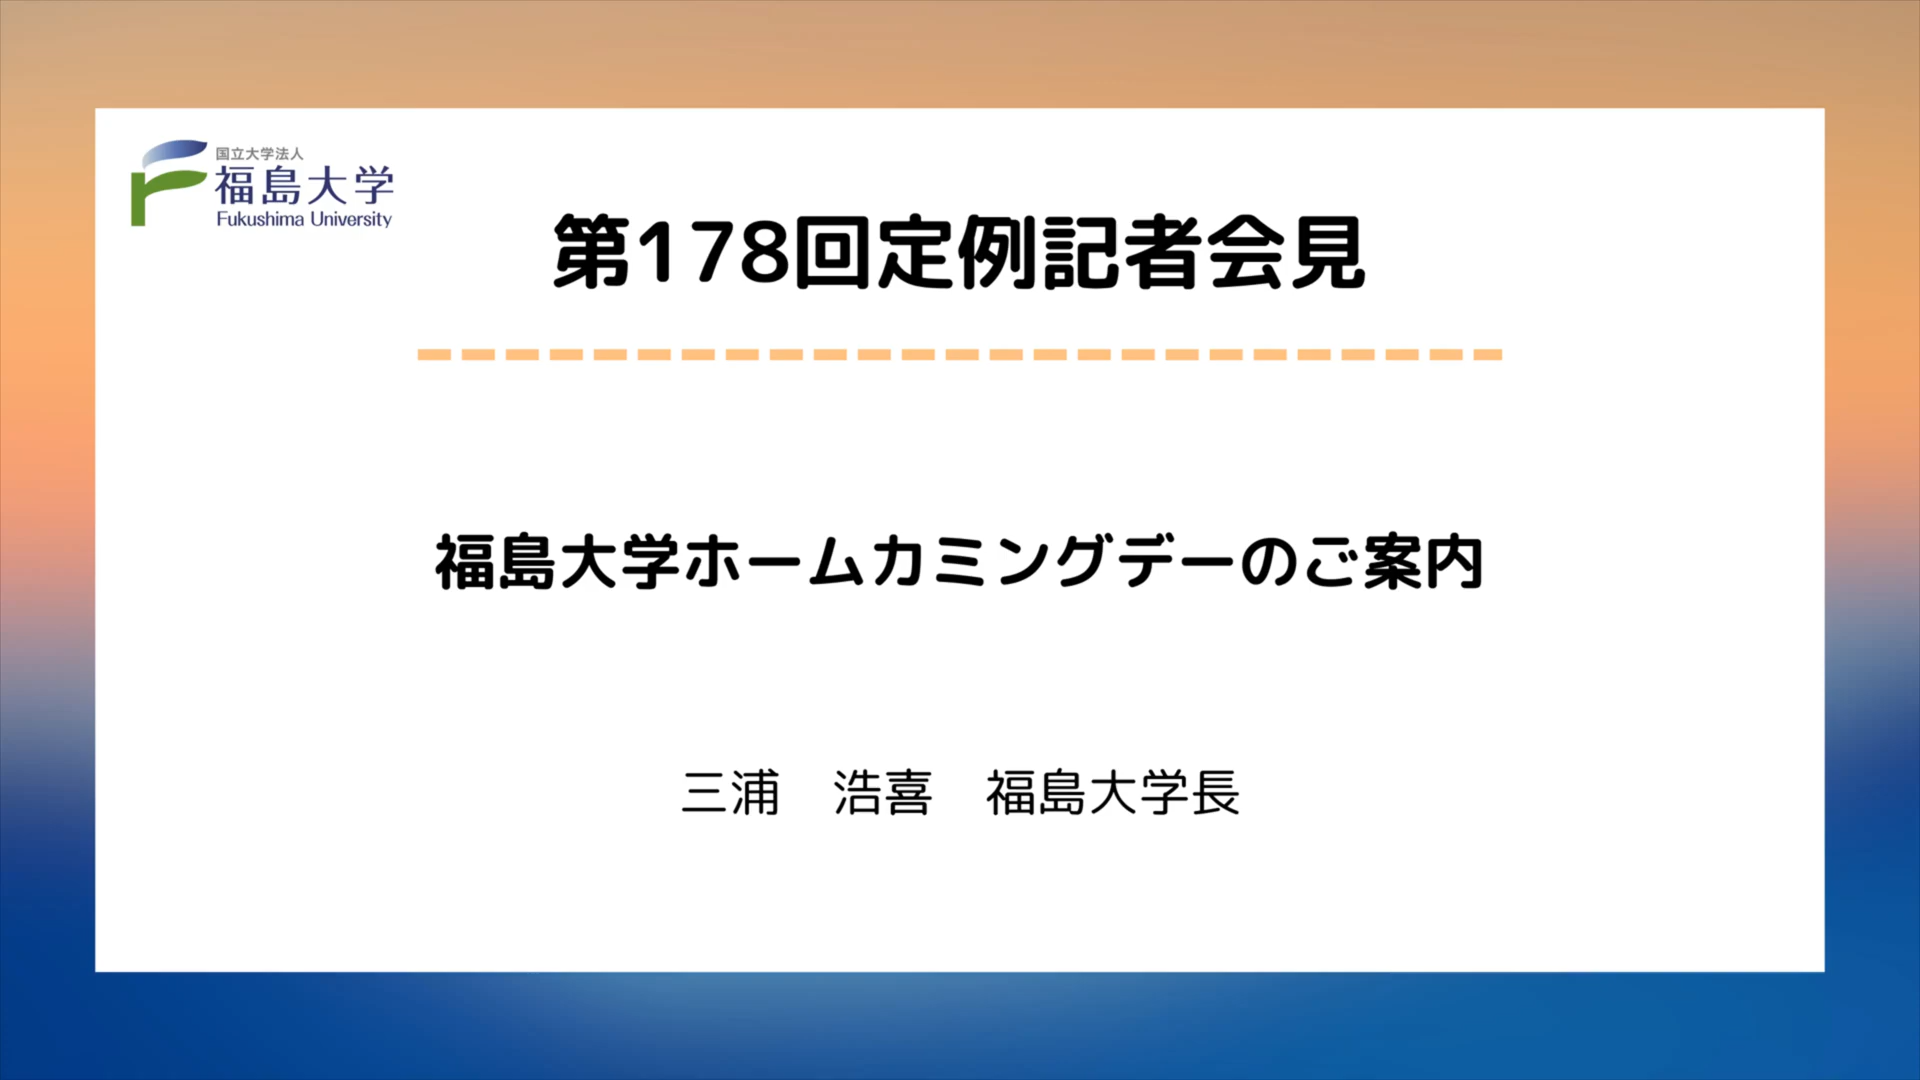 国立大学法人
福島大学
Fukushima University
第178回定例記者会見
福島大学ホームカミングデーのご案内
三浦　浩喜　福島大学長